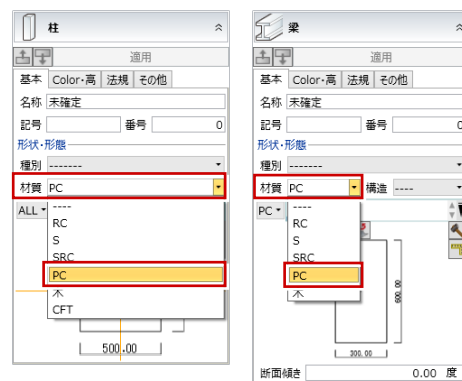 柱
適用
基本 Color・高 法規 その他
名称 未確定
記号 番号 0
形状・形態
種別 -------
材質 PC
ALL
----
RC
S
SRC
PC
木
CFT
500.00
梁
適用
基本 Color・高 法規 その他
名称 未確定
記号 番号 0
形状・形態
種別 -------
材質 PC 構造 ----
PC
----
RC
S
SRC
PC
木
600.00
300.00
断面傾き 0.00 度